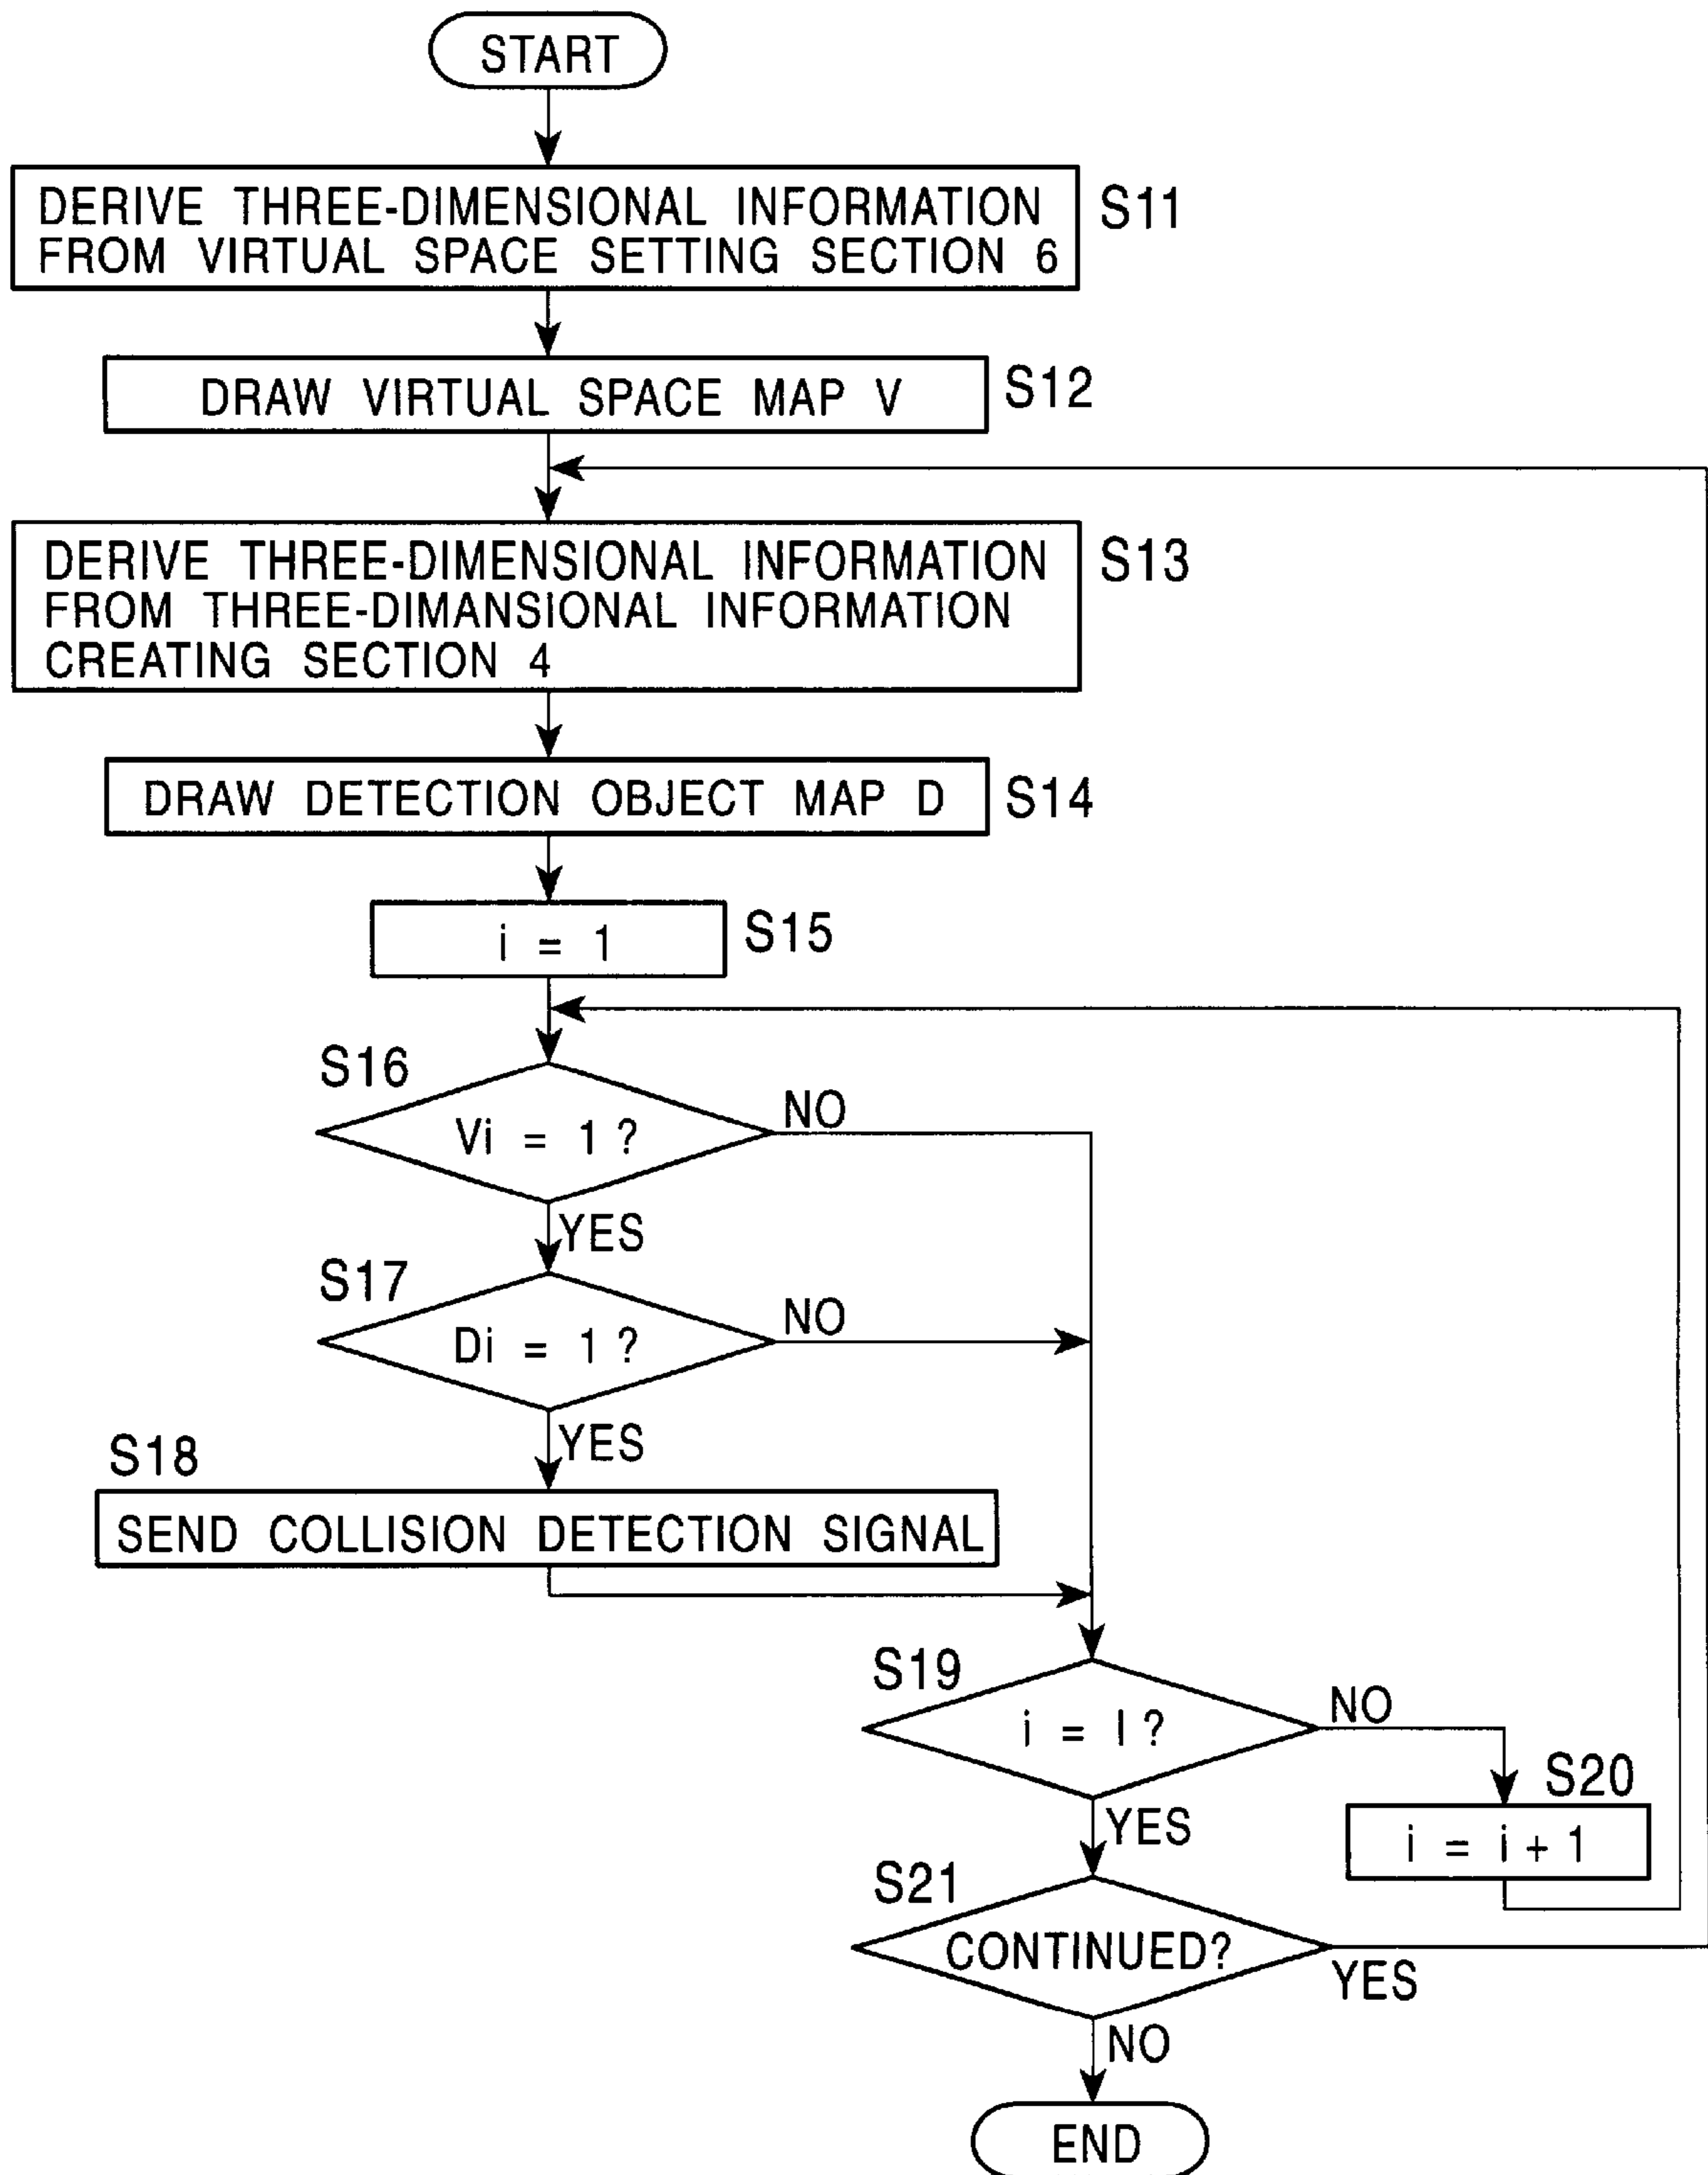 START
DERIVE THREE-DIMENSIONAL INFORMATION
FROM VIRTUAL SPACE SETTING SECTION 6
S11
DRAW VIRTUAL SPACE MAP V
S12
DERIVE THREE-DIMENSIONAL INFORMATION
FROM THREE-DIMANSIONAL INFORMATION
CREATING SECTION 4
S13
DRAW DETECTION OBJECT MAP D
S14
i = 1
S15
S16
Vi = 1 ?
NO
YES
S17
Di = 1 ?
NO
YES
S18
SEND COLLISION DETECTION SIGNAL
S19
i = I ?
NO
S20
i = i + 1
YES
S21
CONTINUED?
YES
NO
END